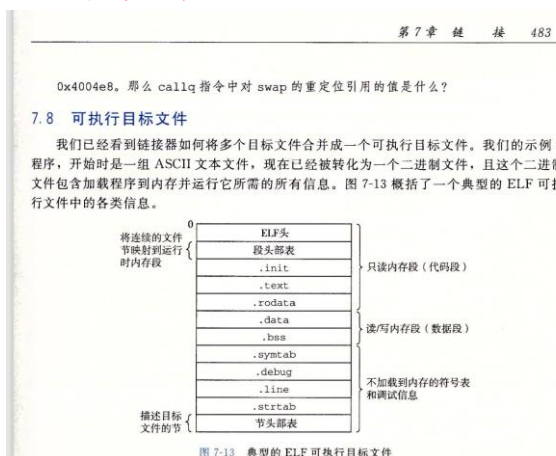 第 7 章 链 接 483
0x4004e8。那么 callq 指令中对 swap 的重定位引用的值是什么?
7.8 可执行目标文件
我们已经看到链接器如何将多个目标文件合并成一个可执行目标文件。我们的示例
程序，开始时是一组 ASCII 文本文件，现在已经被转化为一个二进制文件，且这个二进制
文件包含加载程序到内存并运行它所需的所有信息。图 7-13 概括了一个典型的 ELF 可执
行文件中的各类信息。
将连续的文件
节映射到运行
时内存段
0
ELF头
段头部表
.init
.text
.rodata
.data
.bss
.symtab
.debug
.line
.strtab
节头部表
描述目标
文件的节
只读内存段（代码段）
读/写内存段（数据段）
不加载到内存的符号表
和调试信息
图 7-13 典型的 ELF 可执行目标文件